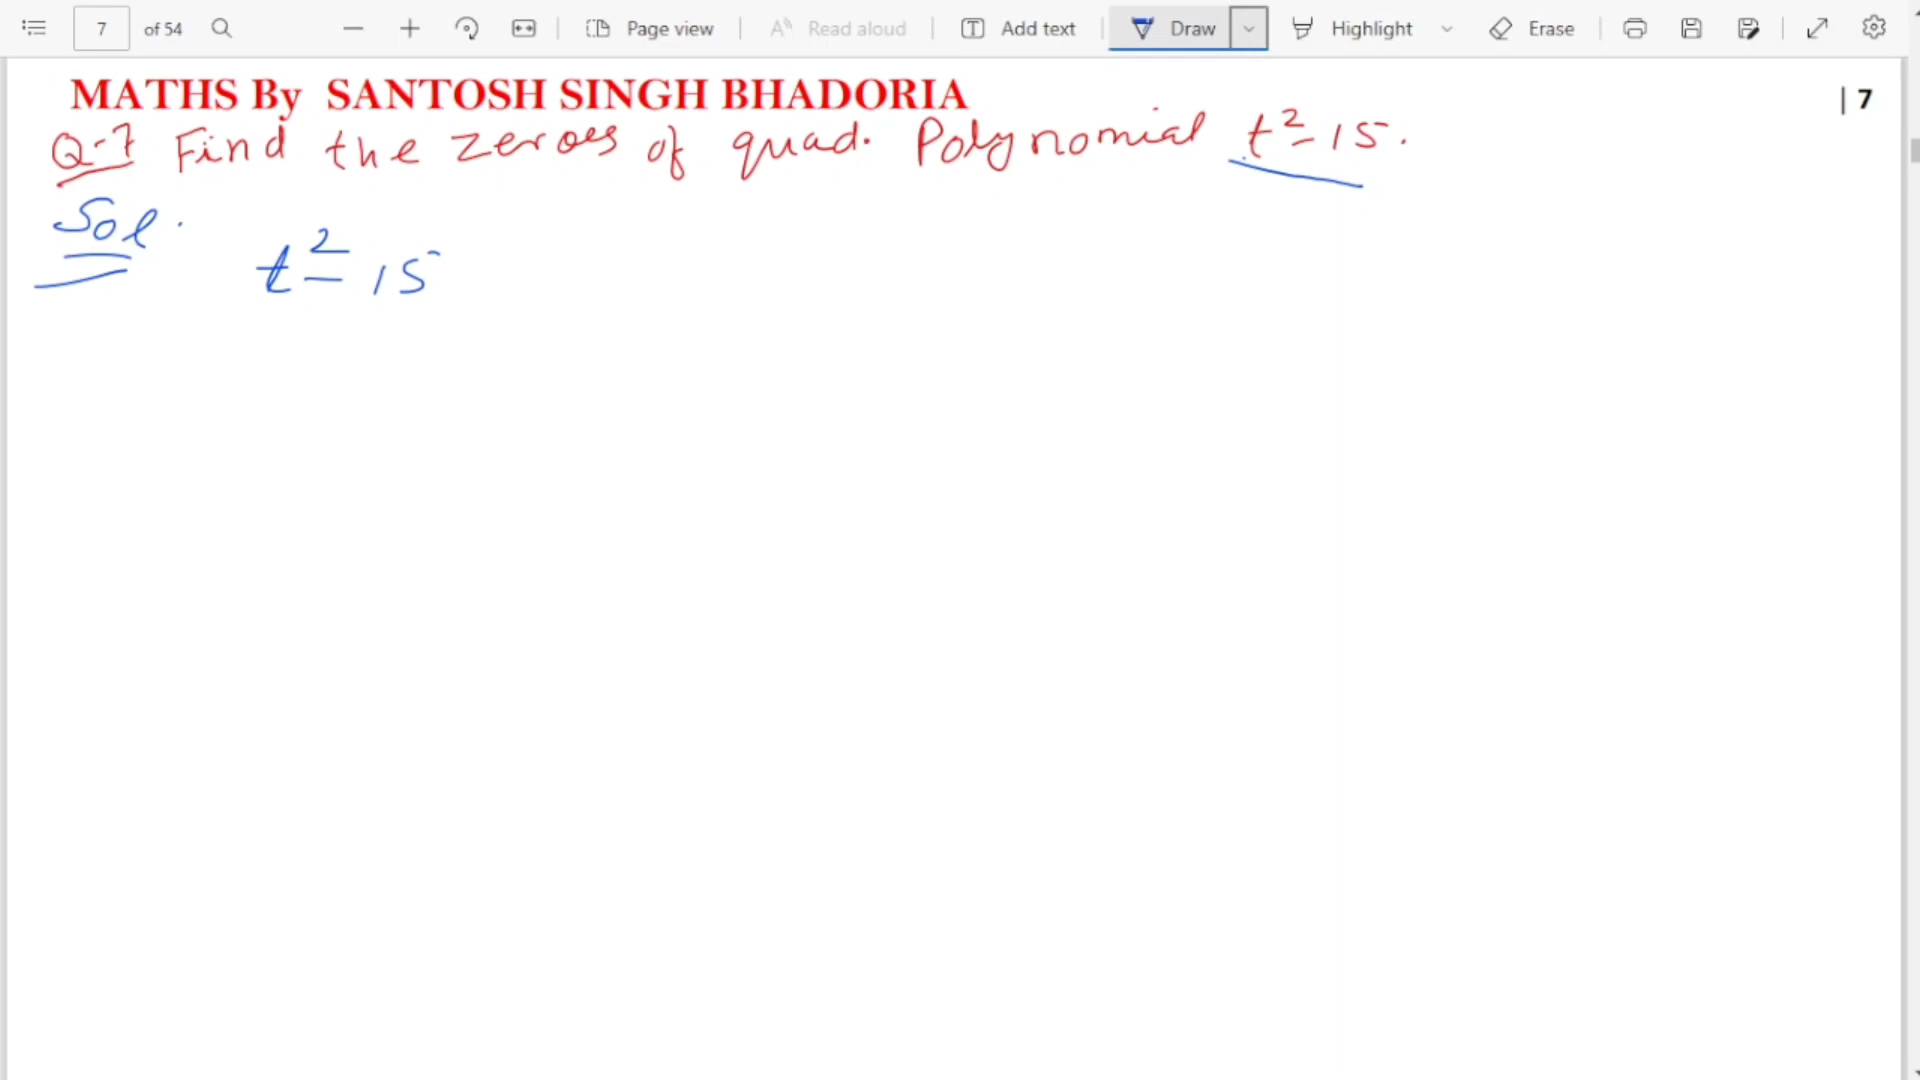 7 of 54 Page view Read aloud Add text Draw Highlight Erase
MATHS By SANTOSH SINGH BHADORIA | 7
Q-7 Find the zeroes of quad. Polynomial t²-15.
Sol.
t²-15